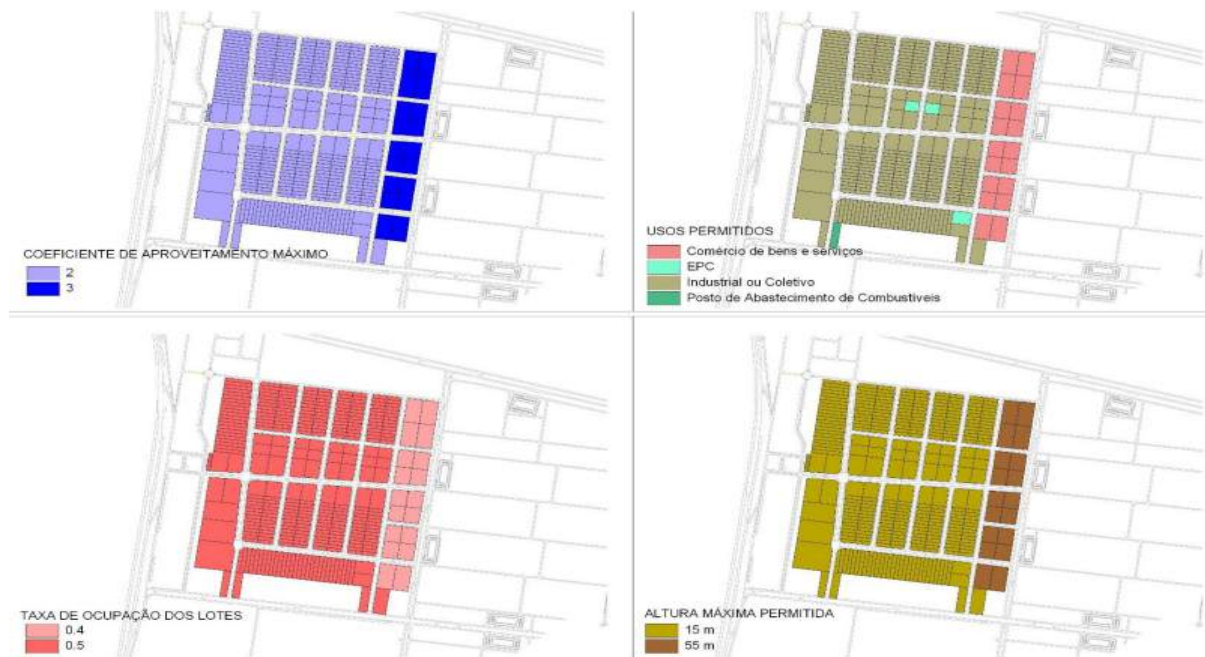 COEFICIENTE DE APROVEITAMENTO MÁXIMO
2
3
USOS PERMITIDOS
Comércio de bens e serviços
EPC
Industrial ou Coletivo
Posto de Abastecimento de Combustíveis
TAXA DE OCUPAÇÃO DOS LOTES
0.4
0.5
ALTURA MÁXIMA PERMITIDA
15 m
55 m